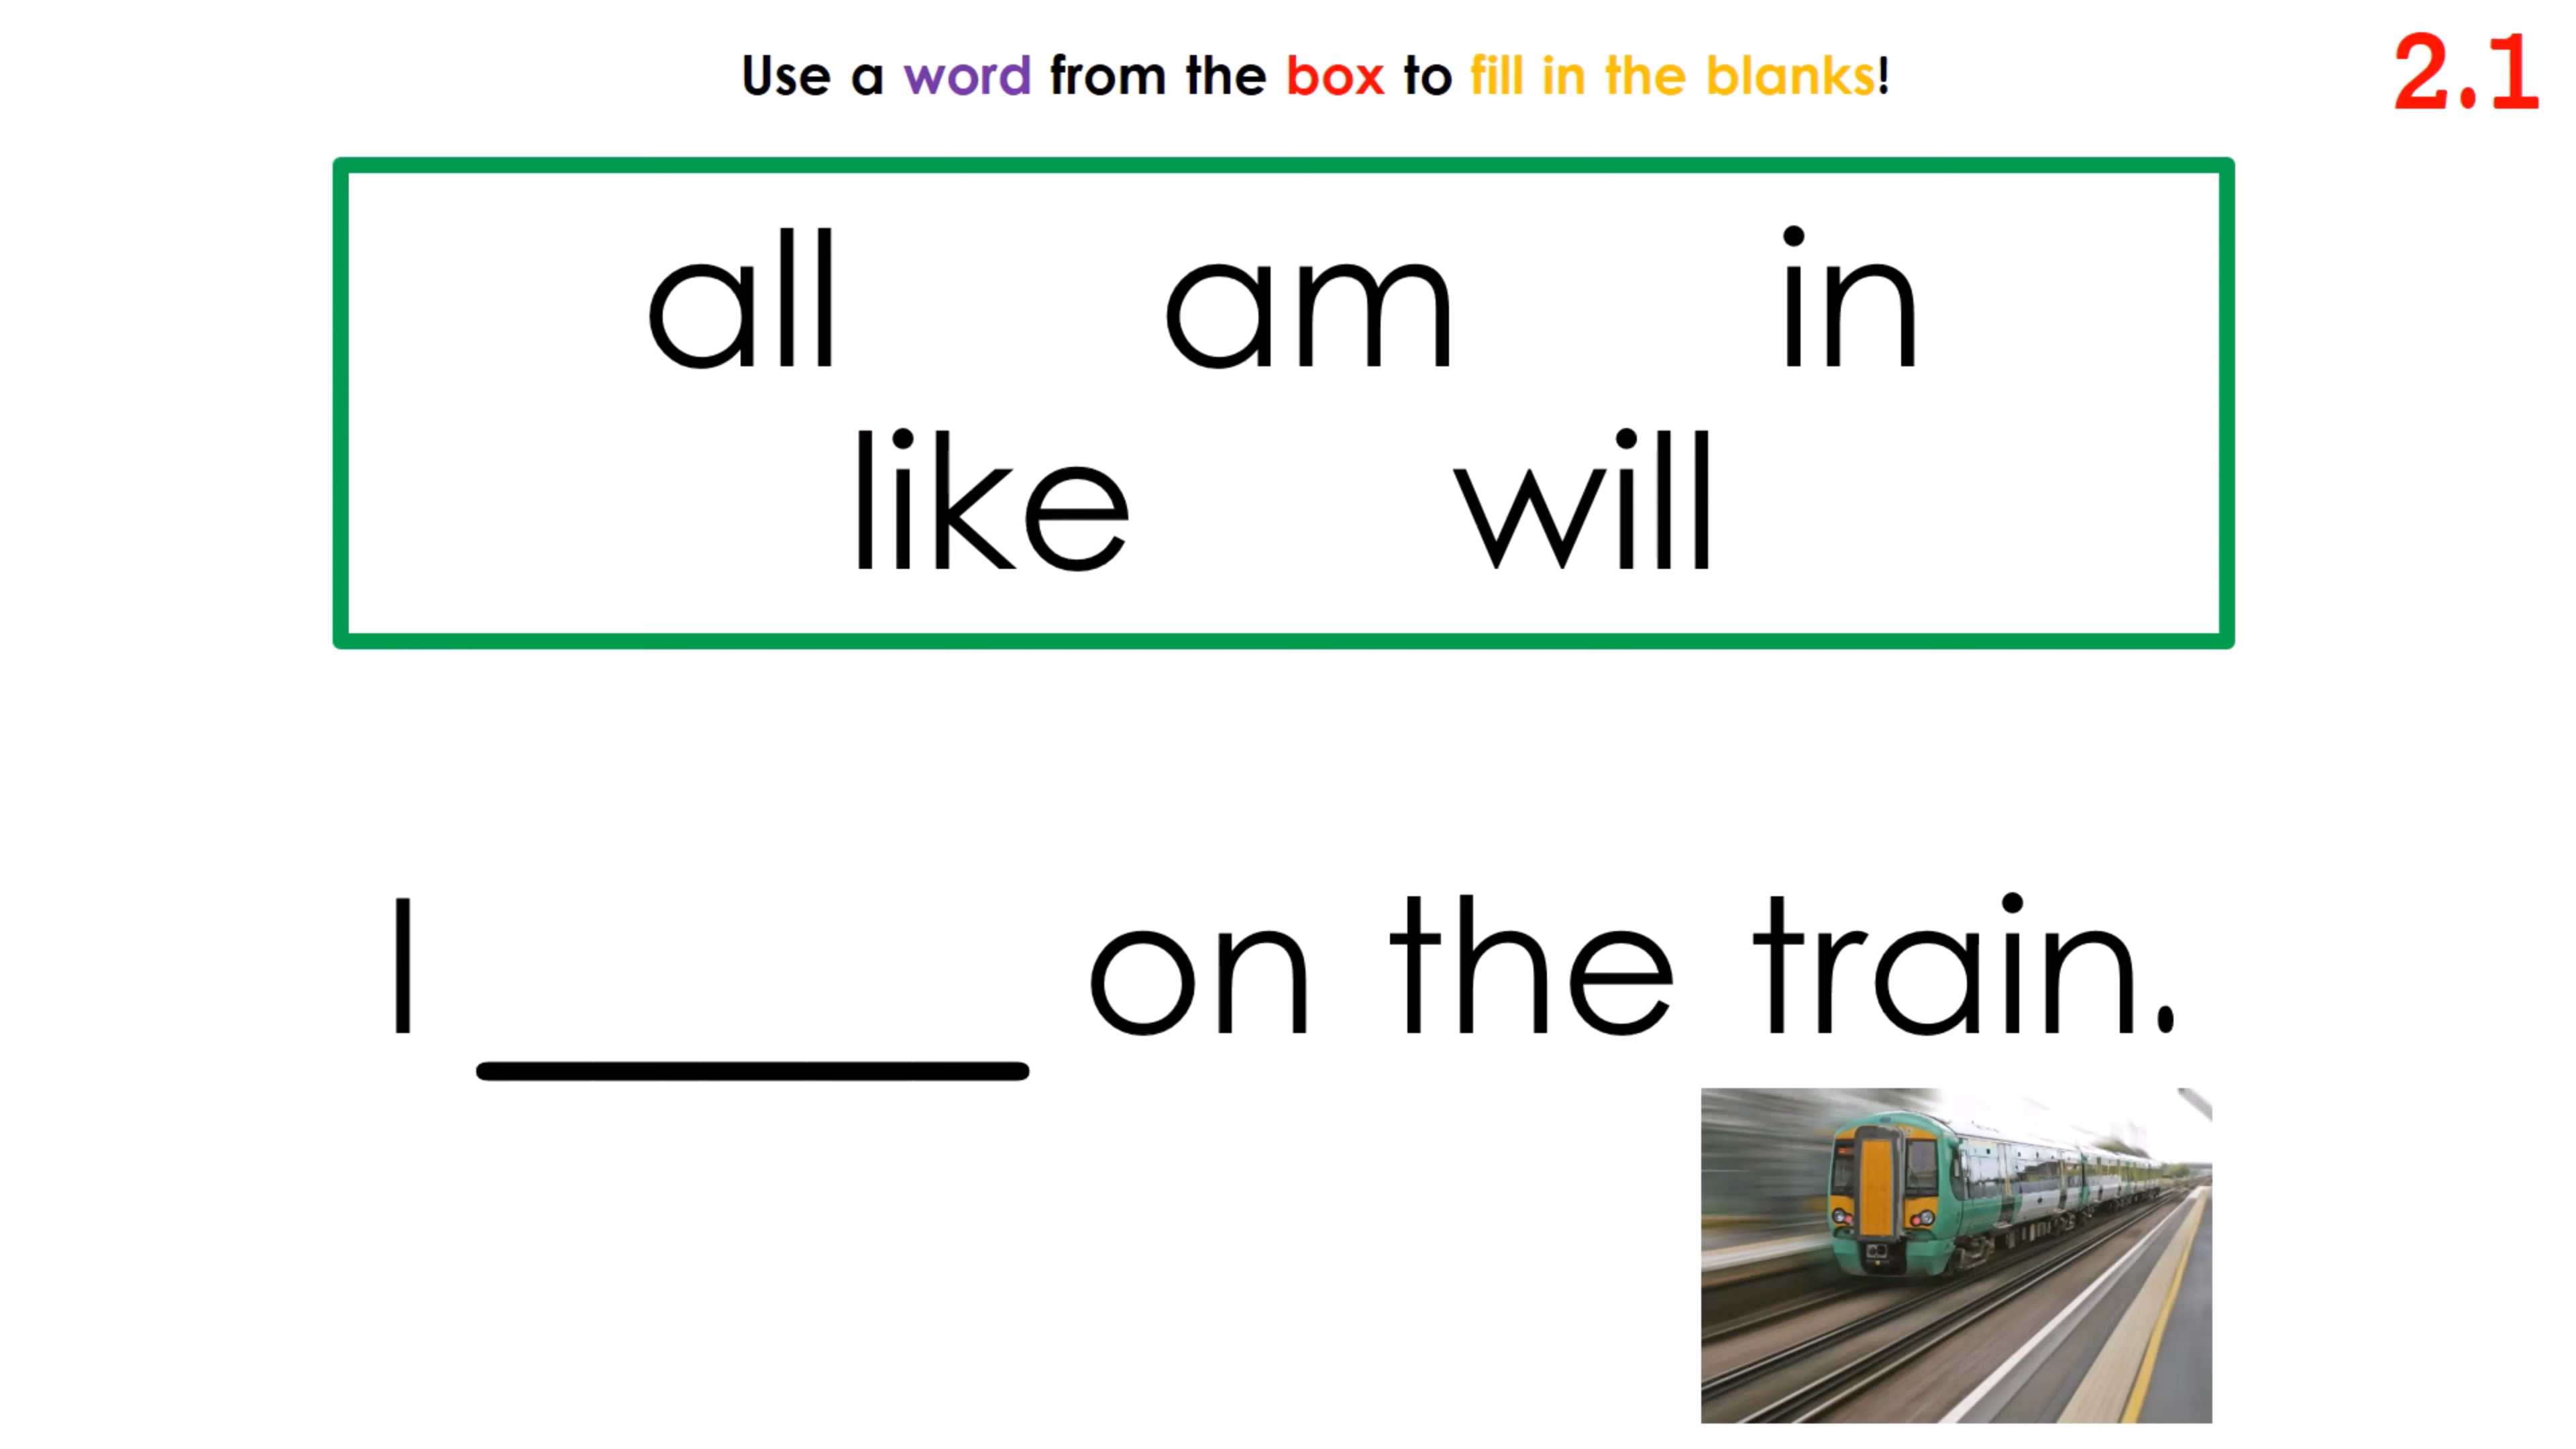 Use a word from the box to fill in the blanks!
2.1
all am in
like will
I ________ on the train.